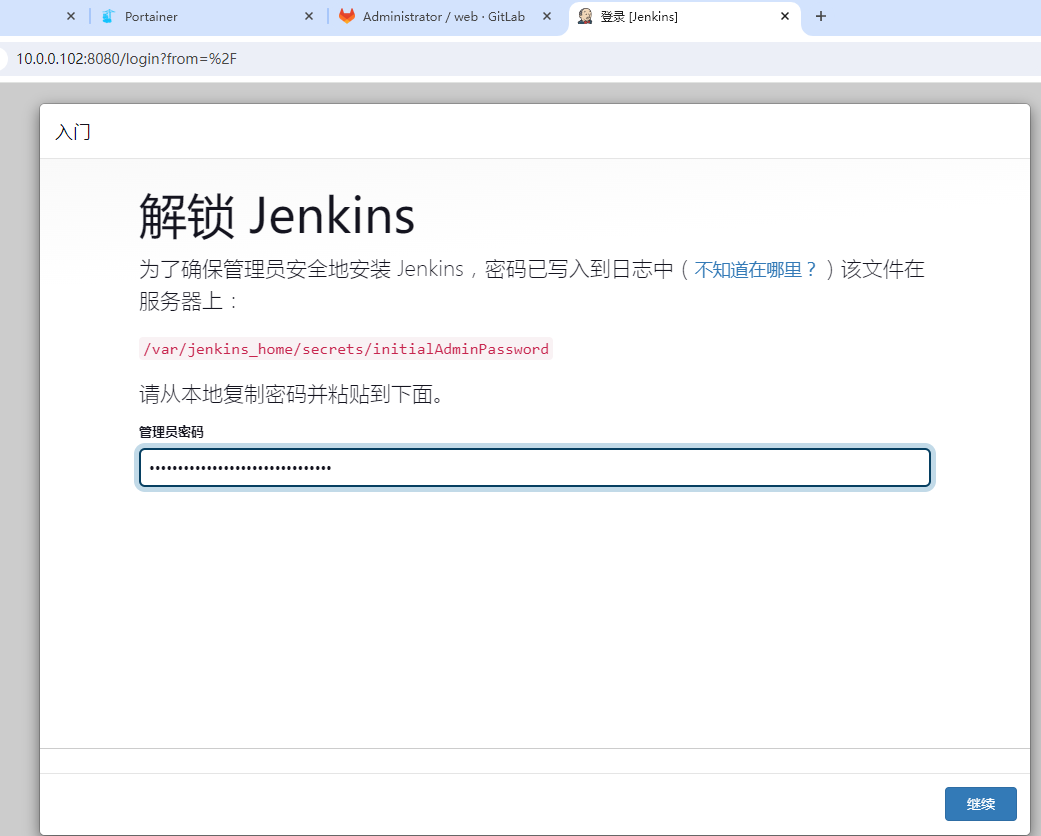 Portainer
Administrator / web · GitLab
登录 [Jenkins]
10.0.0.102:8080/login?from=%2F
入门
解锁 Jenkins
为了确保管理员安全地安装 Jenkins，密码已写入到日志中（不知道在哪里？）该文件在
服务器上：
/var/jenkins_home/secrets/initialAdminPassword
请从本地复制密码并粘贴到下面。
管理员密码
继续